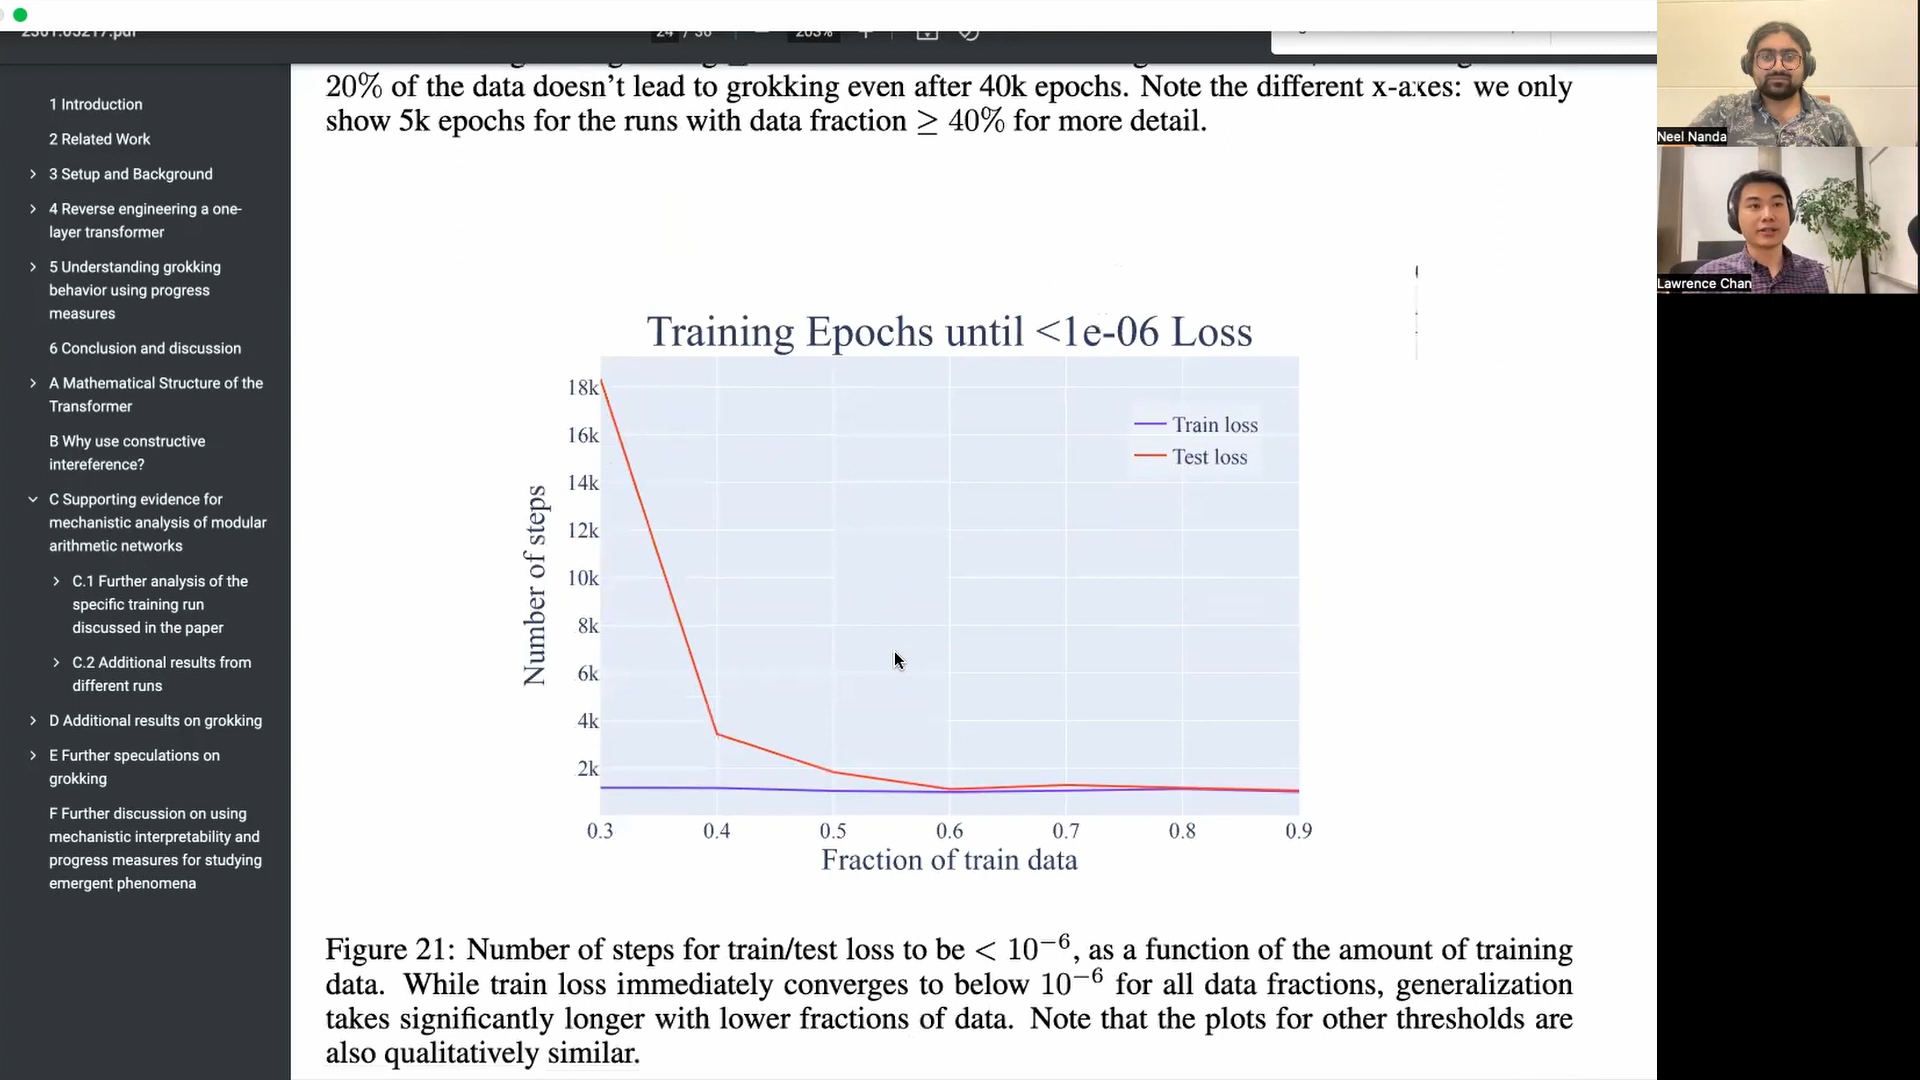 2301.05217.pdf
24 / 36
203%
1 Introduction
2 Related Work
3 Setup and Background
4 Reverse engineering a one-
layer transformer
5 Understanding grokking
behavior using progress
measures
6 Conclusion and discussion
A Mathematical Structure of the
Transformer
B Why use constructive
intereference?
C Supporting evidence for
mechanistic analysis of modular
arithmetic networks
C.1 Further analysis of the
specific training run
discussed in the paper
C.2 Additional results from
different runs
D Additional results on grokking
E Further speculations on
grokking
F Further discussion on using
mechanistic interpretability and
progress measures for studying
emergent phenomena
20% of the data doesn't lead to grokking even after 40k epochs. Note the different x-axes: we only
show 5k epochs for the runs with data fraction ≥ 40% for more detail.
Training Epochs until <1e-06 Loss
Number of steps
18k
16k
14k
12k
10k
8k
6k
4k
2k
Train loss
Test loss
0.3 0.4 0.5 0.6 0.7 0.8 0.9
Fraction of train data
Figure 21: Number of steps for train/test loss to be < 10⁻⁶, as a function of the amount of training
data. While train loss immediately converges to below 10⁻⁶ for all data fractions, generalization
takes significantly longer with lower fractions of data. Note that the plots for other thresholds are
also qualitatively similar.
Neel Nanda
Lawrence Chan